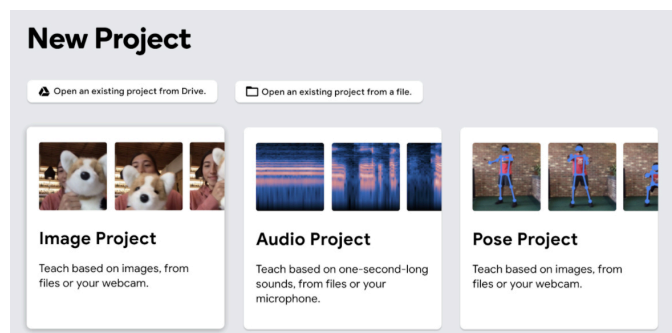 New Project
Open an existing project from Drive.
Open an existing project from a file.
Image Project
Teach based on images, from
files or your webcam.
Audio Project
Teach based on one-second-long
sounds, from files or your
microphone.
Pose Project
Teach based on images, from
files or your webcam.